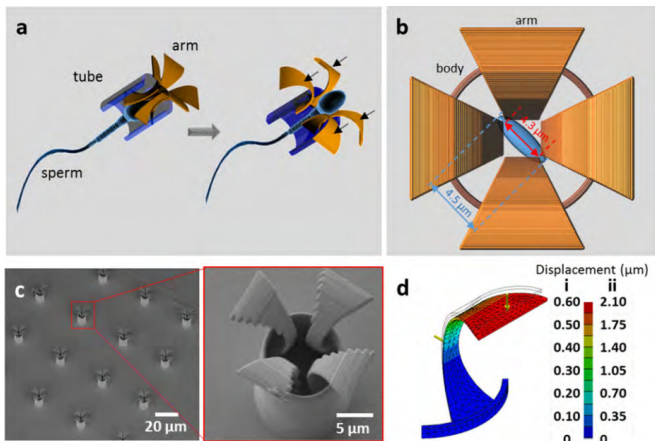 a
arm
tube
sperm
b
arm
body
4.3 µm
4.5 µm
c
20 µm
5 µm
d
Displacement (µm)
i ii
0.60 2.10
0.50 1.75
0.40 1.40
0.30 1.05
0.20 0.70
0.10 0.35
0 0